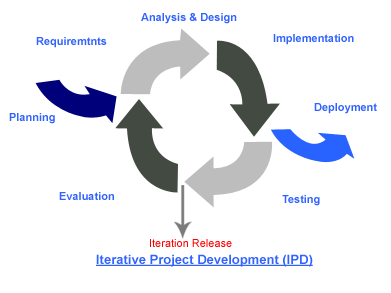 Analysis & Design
Requiremtnts
Implementation
Planning
Deployment
Evaluation
Testing
Iteration Release
Iterative Project Development (IPD)